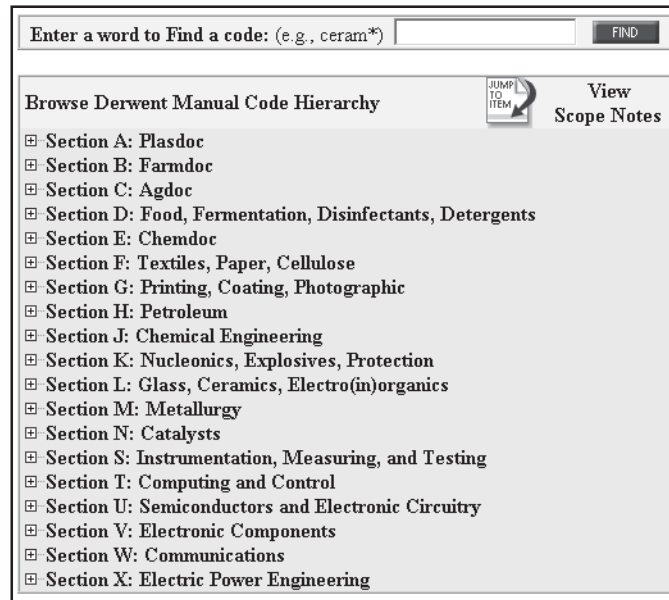 Enter a word to Find a code: (e.g., ceram*) FIND
Browse Derwent Manual Code Hierarchy JUMP TO ITEM View Scope Notes
Section A: Plasdoc
Section B: Farmdoc
Section C: Agdoc
Section D: Food, Fermentation, Disinfectants, Detergents
Section E: Chemdoc
Section F: Textiles, Paper, Cellulose
Section G: Printing, Coating, Photographic
Section H: Petroleum
Section J: Chemical Engineering
Section K: Nucleonics, Explosives, Protection
Section L: Glass, Ceramics, Electro(in)organics
Section M: Metallurgy
Section N: Catalysts
Section S: Instrumentation, Measuring, and Testing
Section T: Computing and Control
Section U: Semiconductors and Electronic Circuitry
Section V: Electronic Components
Section W: Communications
Section X: Electric Power Engineering